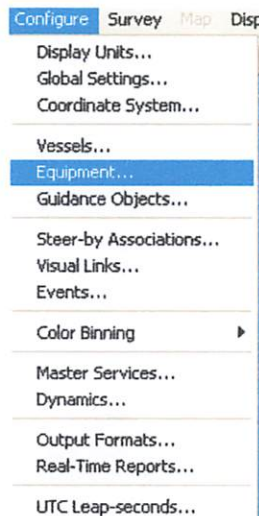 Configure Survey Map Disp
Display Units...
Global Settings...
Coordinate System...
Vessels...
Equipment...
Guidance Objects...
Steer-by Associations...
Visual Links...
Events...
Color Binning
Master Services...
Dynamics...
Output Formats...
Real-Time Reports...
UTC Leap-seconds...